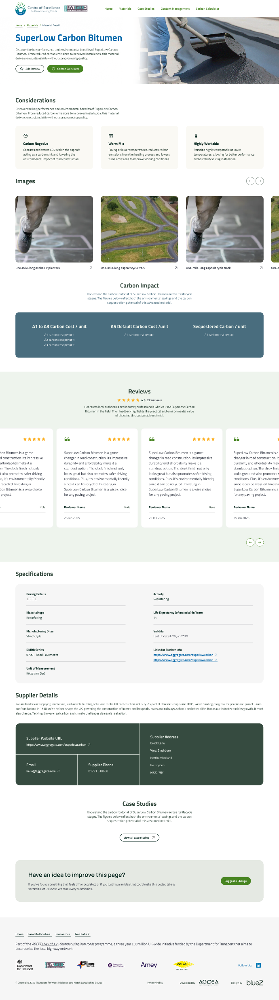 Centre of Excellence
for Decarbonising Roads
LIVELABS2
Decarbonising Local Roads
Home Materials Case Studies Content Management Carbon Calculator
Home / Materials / Material Detail
SuperLow Carbon Bitumen
Discover the key performance and environmental benefits of SuperLow Carbon
Bitumen. From reduced carbon emissions to improved installation, this material
delivers on sustainability without compromising quality.
Add Review
Carbon Calculator
Considerations
Discover the key performance and environmental benefits of SuperLow Carbon
Bitumen. From reduced carbon emissions to improved installation, this material
delivers on sustainability without compromising quality.
Carbon Negative
Captures and stores CO2 within the asphalt,
acting as a carbon sink and lowering the
environmental impact of road construction.
Warm Mix
Paving at lower temperatures, reduces carbon
emissions from the heating process and lowers
fume emissions to improve working conditions.
Highly Workable
Remains highly compatable at lower
temperatures, allowing for better performance
and durability during installation.
Images
One-mile-long asphalt cycle track
One-mile-long asphalt cycle track
One-mile-long asphalt cycle track
One-m
Carbon Impact
Understand the carbon footprint of SuperLow Carbon Bitumen across its lifecycle
stages. The figures below reflect both the environmental savings and the carbon
sequestration potential of this advanced material.
A1 to A3 Carbon Cost / unit
A1 carbon cost per unit
A2 carbon cost per unit
A3 carbon cost per unit
A5 Default Carbon Cost /unit
A1 carbon cost per unit
Sequestered Carbon / unit
A1 carbon cost per unit
Reviews
4.9 22 reviews
Hear from local authorities and industry professionals who've used SuperLow Carbon
Bitumen in the field. Their feedback highlights the practical and environmental value
of choosing this sustainable material.
bon Bitumen is a game-
d construction. Its impressive
affordability make it a
n. The sleek finish not only
t also promotes safer driving
s, it's environmentally friendly
recycled. Investing in
bon Bitumen is a wise choice
project.
Role
SuperLow Carbon Bitumen is a game-
changer in road construction. Its impressive
durability and affordability make it a
standout option. The sleek finish not only
looks great but also promotes safer driving
conditions. Plus, it's environmentally friendly
since it can be recycled. Investing in
SuperLow Carbon Bitumen is a wise choice
for any paving project.
Reviewer Name Role
25 Jan 2025
SuperLow Carbon Bitumen is a game-
changer in road construction. Its impressive
durability and affordability make it a
standout option. The sleek finish not only
looks great but also promotes safer driving
conditions. Plus, it's environmentally friendly
since it can be recycled. Investing in
SuperLow Carbon Bitumen is a wise choice
for any paving project.
Reviewer Name Role
25 Jan 2025
SuperLow Carbon Bitumen is a
changer in road construction. It
durability and affordability mak
standout option. The sleek finis
looks great but also promotes s
conditions. Plus, it's environme
since it can be recycled. Investi
SuperLow Carbon Bitumen is a
for any paving project.
Reviewer Name
25 Jan 2025
Specifications
Pricing Details
£ £ £ £
Material type
Resurfacing
Manufacturing Sites
Strathclyde
DMRB Series
0700 - Road Pavements
Unit of Measurement
Kilograms (kg)
Activity
Resurfacing
Life Expectancy (of material) in Years
14
Validity
Last Updated: 25 Jan 2025
Links for Further Info
https://www.aggregate.com/superlowcarbon
https://www.aggregate.com/superlowcarbon
Supplier Details
We are leaders in supplying innovative, sustainable building solutions to the UK construction industry. As part of Holcim Group since 2005, we're building progress for people and planet. From
our foundations in 1858 we've helped shape the UK; powering the construction of homes and hospitals, roads and railways, schools and cities alike. But as our industry enables growth, it must
also change. Tackling the very real carbon and climate challenges demands real action.
Supplier Website URL
https://www.aggregate.com/superlowcarbon
Email
hello@aggregate.com
Supplier Phone
01291 318630
Supplier Address
Brock Lane
West Sleekburn
Northumberland
Bedlington
NE22 7BY
Case Studies
Understand the carbon footprint of SuperLow Carbon Bitumen across its lifecycle
stages. The figures below reflect both the environmental savings and the carbon
sequestration potential of this advanced material.
View all case studies
Have an idea to improve this page?
If you've found something that feels off or outdated, or if you just have an idea that could make this better, take a
second to let us know. We read every submission.
Suggest a Change
Home Local Authorities Innovators Live Labs 2
Part of the ADEPT Live Labs 2 : decarbonising local roads programme, a three year £30million UK-wide initiative funded by the Department for Transport that aims to
decarbonise the local highway network.
Department
for Transport
LIVELABS2
Decarbonising Local Roads
NORTH
LANARKSHIRE
COUNCIL
Transport for
West Midlands
Amey
COLAS
Follow Us:
© Copyright 2025 Transport for West Midlands and North Lanarkshire Council
Privacy Policy
Developed by AGIDEA
Design by blue2